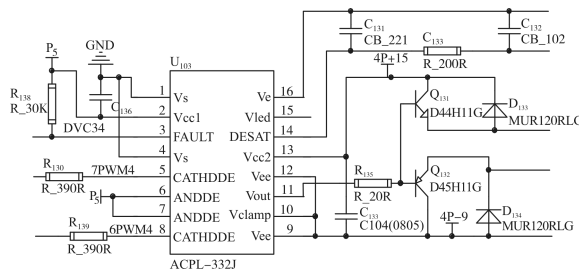 C131
CB_221
C133
R_200R
C132
CB_102
P5
GND
U103
4P+15
R138
R_30K
C136
DVC34
1 Vs Ve 16
2 Vcc1 Vled 15
3 FAULT DESAT 14
4 Vs Vcc2 13
5 CATHDDE Vee 12
6 ANDDE Vout 11
7 ANDDE Vclamp 10
8 CATHDDE Vee 9
ACPL-332J
R130
R_390R
7PWM4
P5
R139
R_390R
6PWM4
Q131
D44H11G
D133
MUR120RLG
R135
R_20R
Q132
D45H11G
C133
C104(0805)
4P-9
D134
MUR120RLG